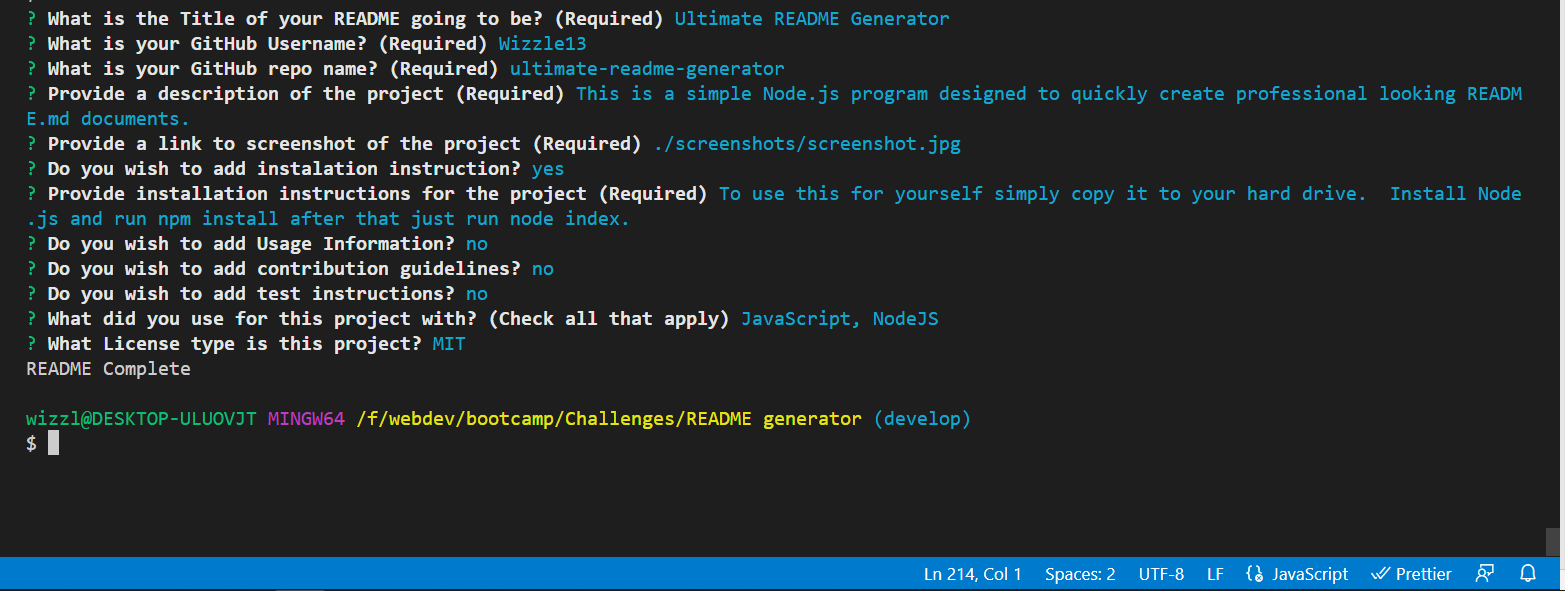 ? What is the Title of your README going to be? (Required) Ultimate README Generator
? What is your GitHub Username? (Required) Wizzle13
? What is your GitHub repo name? (Required) ultimate-readme-generator
? Provide a description of the project (Required) This is a simple Node.js program designed to quickly create professional looking READM
E.md documents.
? Provide a link to screenshot of the project (Required) ./screenshots/screenshot.jpg
? Do you wish to add instalation instruction? yes
? Provide installation instructions for the project (Required) To use this for yourself simply copy it to your hard drive.  Install Node
.js and run npm install after that just run node index.
? Do you wish to add Usage Information? no
? Do you wish to add contribution guidelines? no
? Do you wish to add test instructions? no
? What did you use for this project with? (Check all that apply) JavaScript, NodeJS
? What License type is this project? MIT
README Complete
wizzl@DESKTOP-ULUOVJT MINGW64 /f/webdev/bootcamp/Challenges/README generator (develop)
$
Ln 214, Col 1 Spaces: 2 UTF-8 LF JavaScript Prettier